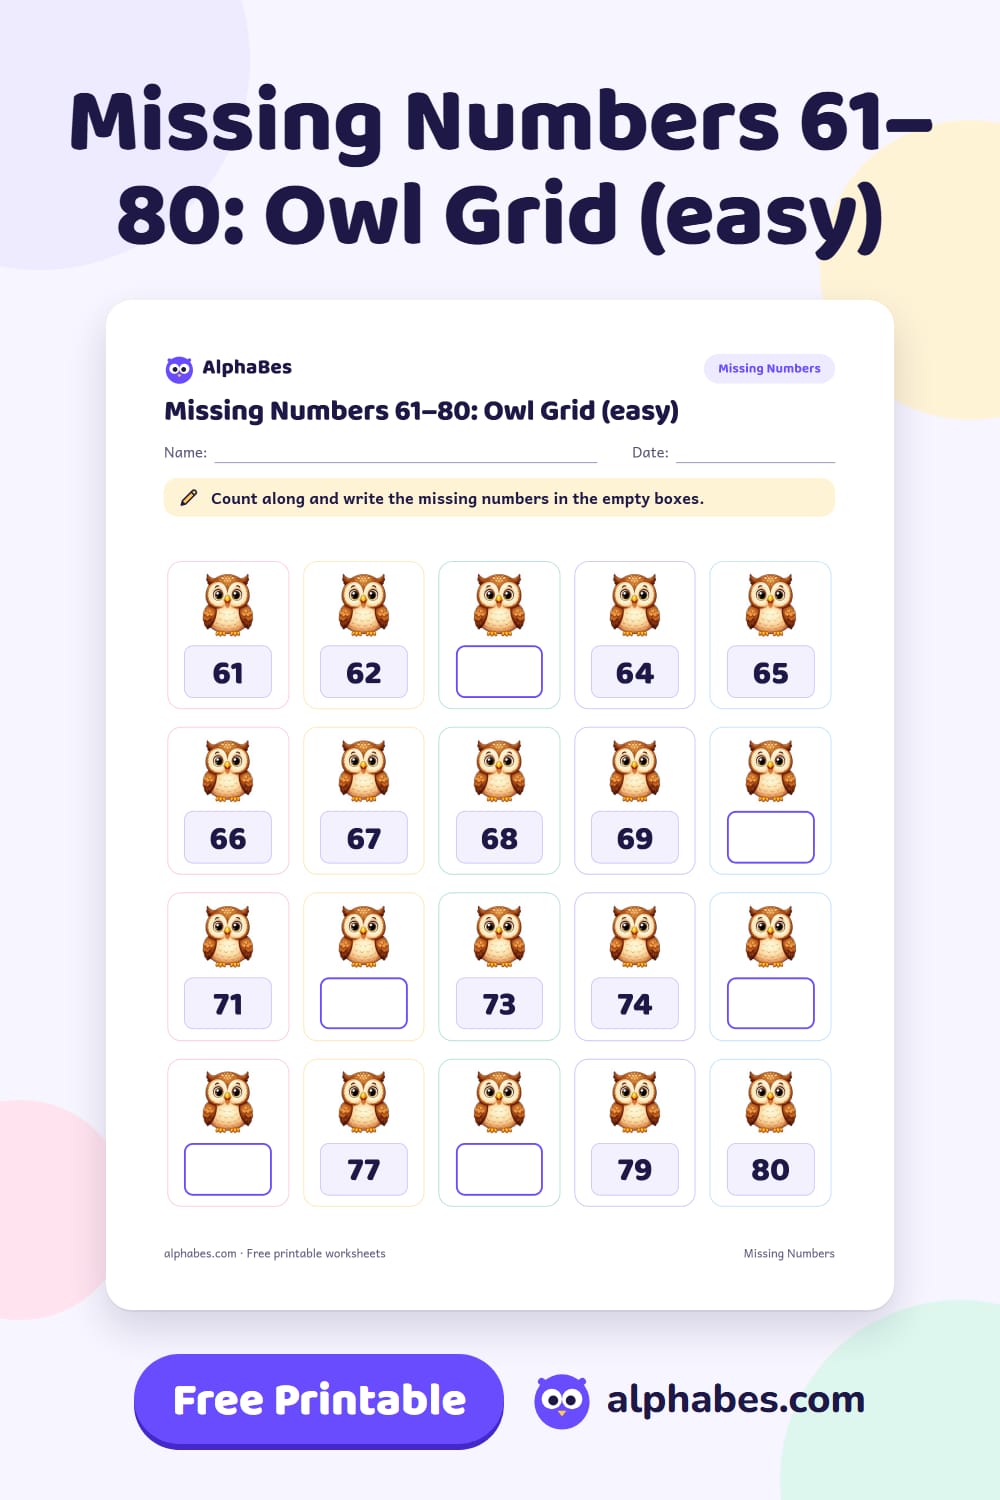 Missing Numbers 61–
80: Owl Grid (easy)
AlphaBes
Missing Numbers
Missing Numbers 61–80: Owl Grid (easy)
Name:
Date:
Count along and write the missing numbers in the empty boxes.
61 62 64 65
66 67 68 69
71 73 74
77 79 80
alphabes.com · Free printable worksheets
Missing Numbers
Free Printable
alphabes.com